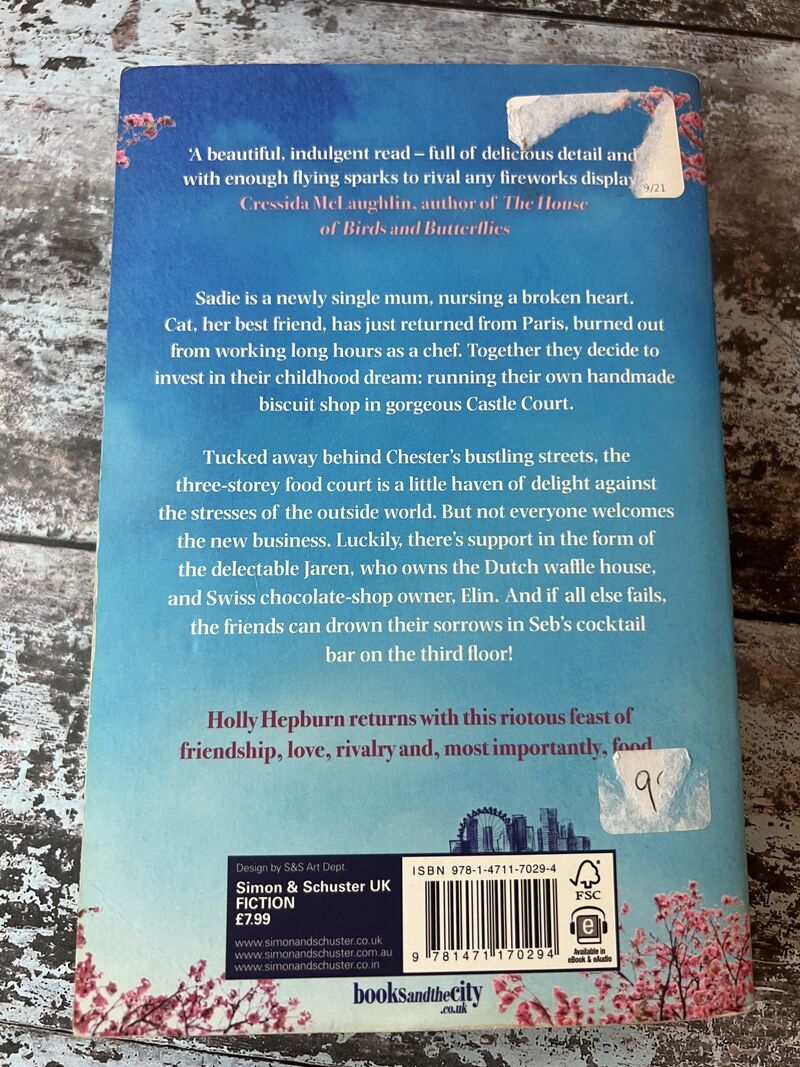 ‘A beautiful, indulgent read – full of delicious detail and
with enough flying sparks to rival any fireworks display
9/21
Cressida McLaughlin, author of The House
of Birds and Butterflies
Sadie is a newly single mum, nursing a broken heart.
Cat, her best friend, has just returned from Paris, burned out
from working long hours as a chef. Together they decide to
invest in their childhood dream: running their own handmade
biscuit shop in gorgeous Castle Court.
Tucked away behind Chester’s bustling streets, the
three-storey food court is a little haven of delight against
the stresses of the outside world. But not everyone welcomes
the new business. Luckily, there’s support in the form of
the delectable Jaren, who owns the Dutch waffle house,
and Swiss chocolate-shop owner, Elin. And if all else fails,
the friends can drown their sorrows in Seb’s cocktail
bar on the third floor!
Holly Hepburn returns with this riotous feast of
friendship, love, rivalry and, most importantly, food
Design by S&S Art Dept.
Simon & Schuster UK
FICTION
£7.99
www.simonandschuster.co.uk
www.simonandschuster.com.au
www.simonandschuster.co.in
ISBN 978-1-4711-7029-4
9 781471 170294
FSC
e
Available in
eBook & eAudio
booksandthecity
.co.uk